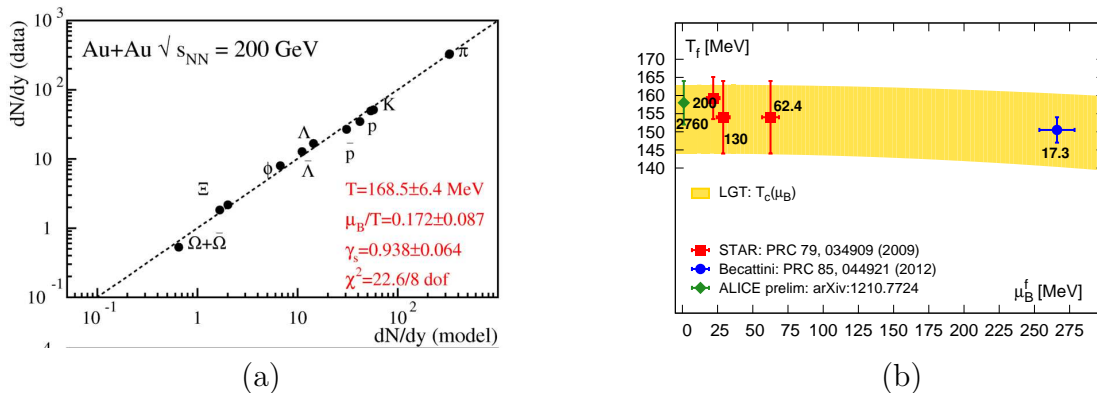 Au+Au √ s_NN = 200 GeV
dN/dy (data)
10^3
10^2
10
1
10^-1
π
K
p
p̄
Λ
Λ̄
ϕ
Ξ
Ω+Ω̄
T=168.5±6.4 MeV
μ_B/T=0.172±0.087
γ_s=0.938±0.064
χ²=22.6/8 dof
10^-1
1
10
10^2
dN/dy (model)
(a)
T_f [MeV]
165
163
160
155
150
145
140
200
2760
130
62.4
17.3
LGT: T_c(μ_B)
STAR: PRC 79, 034909 (2009)
Becattini: PRC 85, 044921 (2012)
ALICE prelim: arXiv:1210.7724
μ_B^f [MeV]
0 25 50 75 100 125 150 175 200 225 250 275
(b)